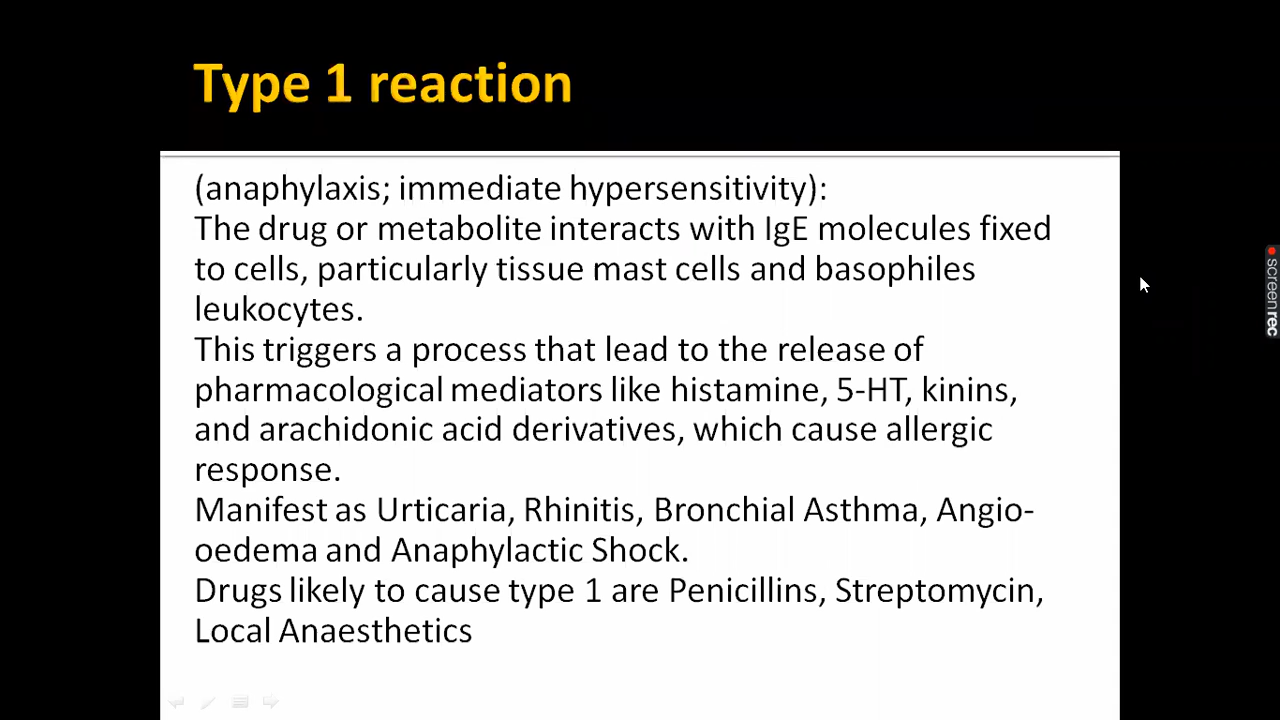 Type 1 reaction
(anaphylaxis; immediate hypersensitivity):
The drug or metabolite interacts with IgE molecules fixed
to cells, particularly tissue mast cells and basophiles
leukocytes.
This triggers a process that lead to the release of
pharmacological mediators like histamine, 5-HT, kinins,
and arachidonic acid derivatives, which cause allergic
response.
Manifest as Urticaria, Rhinitis, Bronchial Asthma, Angio-
oedema and Anaphylactic Shock.
Drugs likely to cause type 1 are Penicillins, Streptomycin,
Local Anaesthetics
screenrec